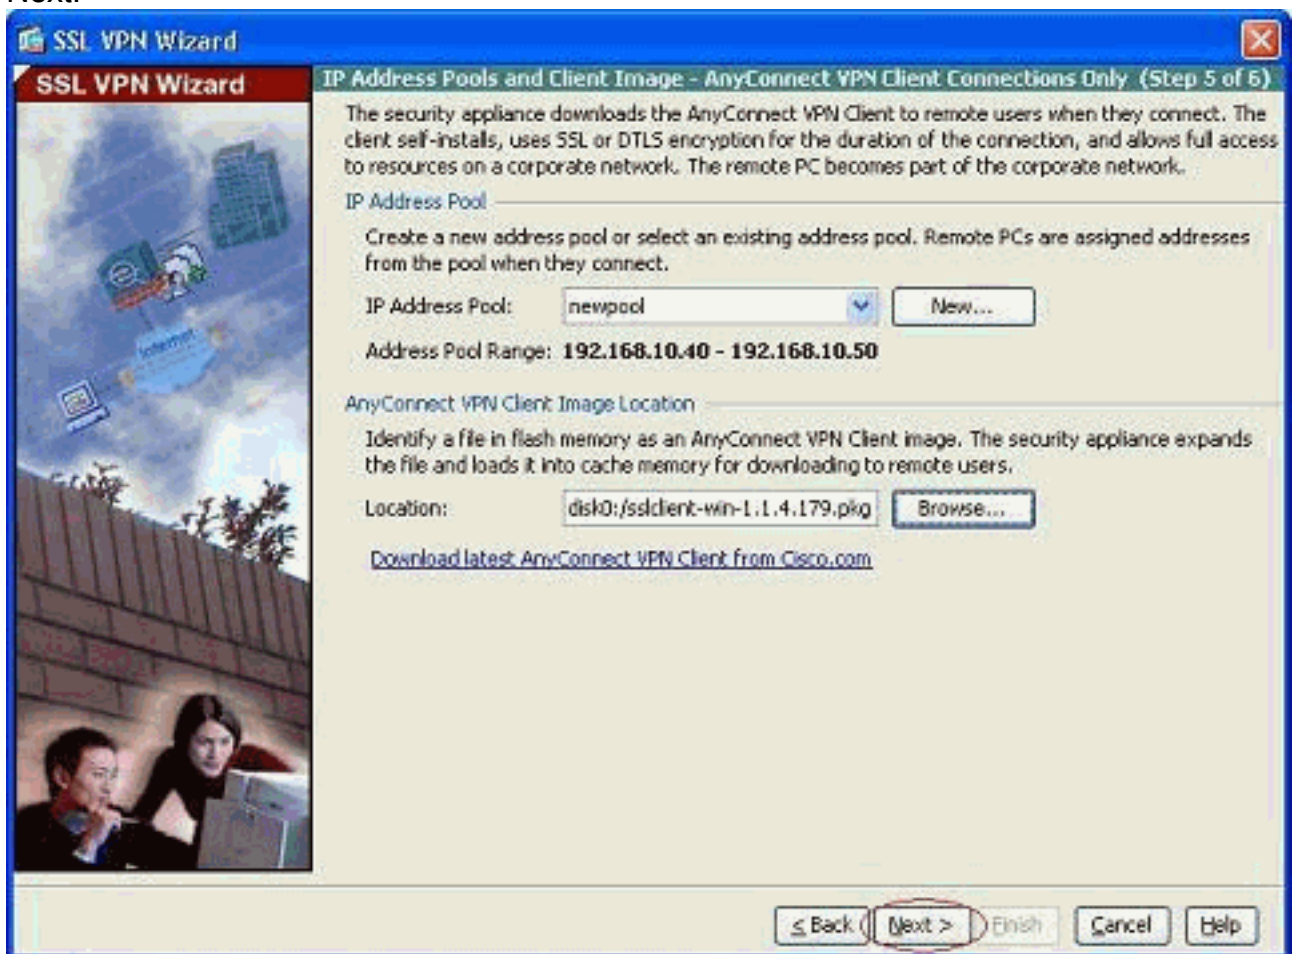 Next.
SSL VPN Wizard
SSL VPN Wizard
IP Address Pools and Client Image - AnyConnect VPN Client Connections Only (Step 5 of 6)
The security appliance downloads the AnyConnect VPN Client to remote users when they connect. The
client self-installs, uses SSL or DTLS encryption for the duration of the connection, and allows full access
to resources on a corporate network. The remote PC becomes part of the corporate network.
IP Address Pool
Create a new address pool or select an existing address pool. Remote PCs are assigned addresses
from the pool when they connect.
IP Address Pool: newpool New...
Address Pool Range: 192.168.10.40 - 192.168.10.50
AnyConnect VPN Client Image Location
Identify a file in flash memory as an AnyConnect VPN Client image. The security appliance expands
the file and loads it into cache memory for downloading to remote users.
Location: disk0:/sslclient-win-1.1.4.179.pkg Browse...
Download latest AnyConnect VPN Client from Cisco.com
Internet
< Back Next > Finish Cancel Help